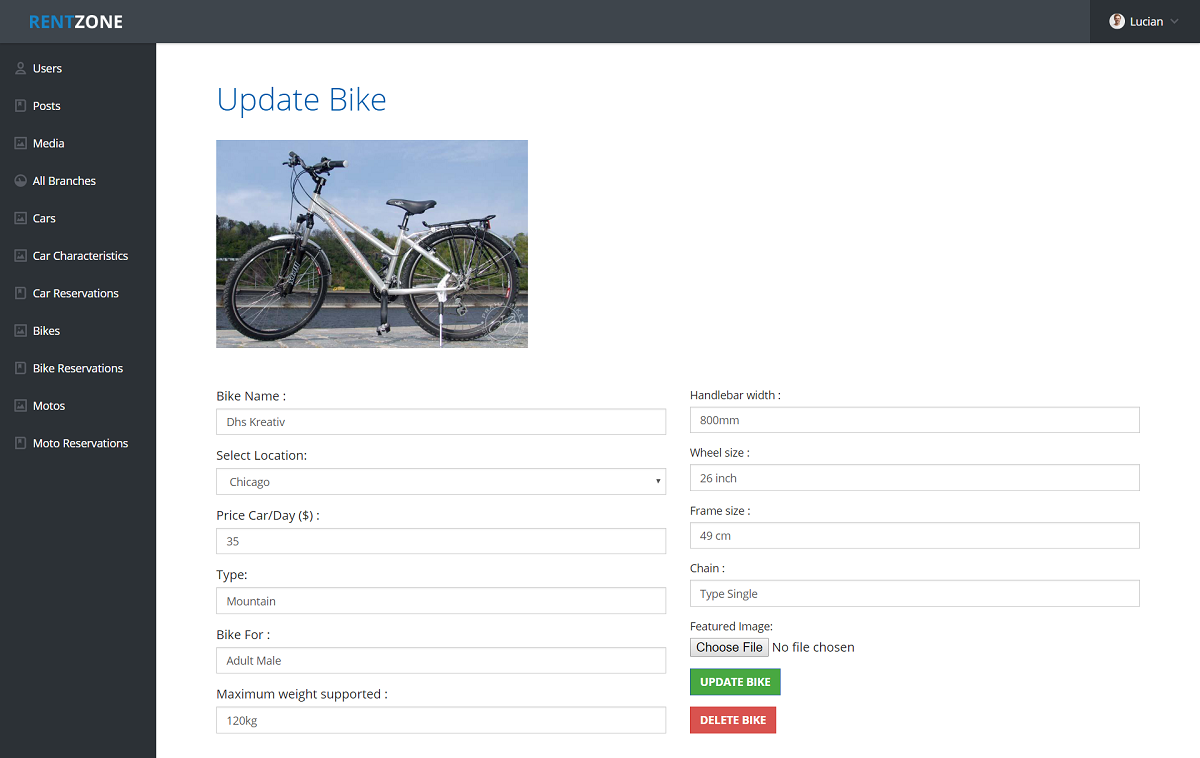 RENTZONE
Lucian
Users
Posts
Media
All Branches
Cars
Car Characteristics
Car Reservations
Bikes
Bike Reservations
Motos
Moto Reservations
Update Bike
Bike Name :
Dhs Kreativ
Select Location:
Chicago
Price Car/Day ($) :
35
Type:
Mountain
Bike For :
Adult Male
Maximum weight supported :
120kg
Handlebar width :
800mm
Wheel size :
26 inch
Frame size :
49 cm
Chain :
Type Single
Featured Image:
Choose File No file chosen
UPDATE BIKE
DELETE BIKE